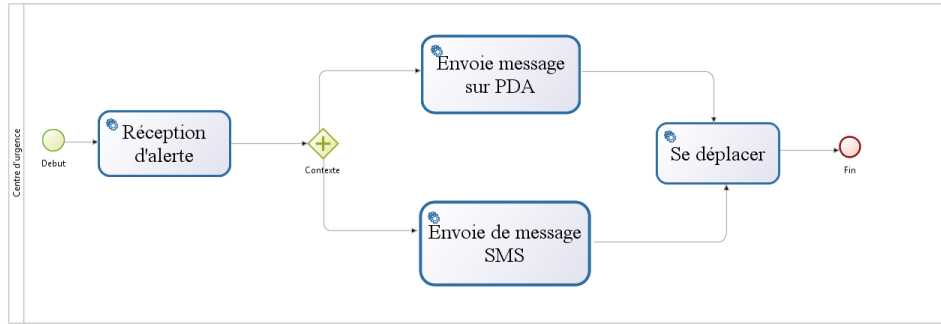 Centre d'urgence
Debut
Réception
d'alerte
Contexte
Envoie message
sur PDA
Envoie de message
SMS
Se déplacer
Fin